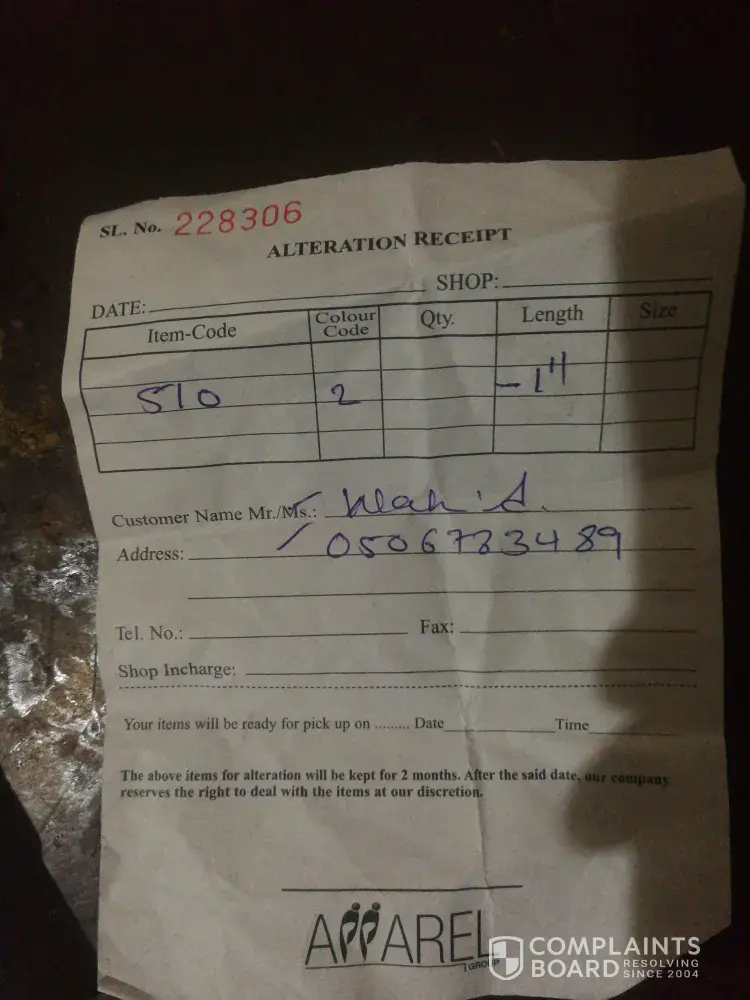 SL. No. 228306
ALTERATION RECEIPT
DATE: SHOP:
Item-Code Colour Code Qty. Length Size
510 2 -1"
Customer Name Mr./Ms.:
Address: 0506733489
Tel. No.: Fax:
Shop Incharge:
Your items will be ready for pick up on ......... Date Time
The above items for alteration will be kept for 2 months. After the said date, our company
reserves the right to deal with the items at our discretion.
APPAREL
GROUP
COMPLAINTS
BOARD RESOLVING SINCE 2004